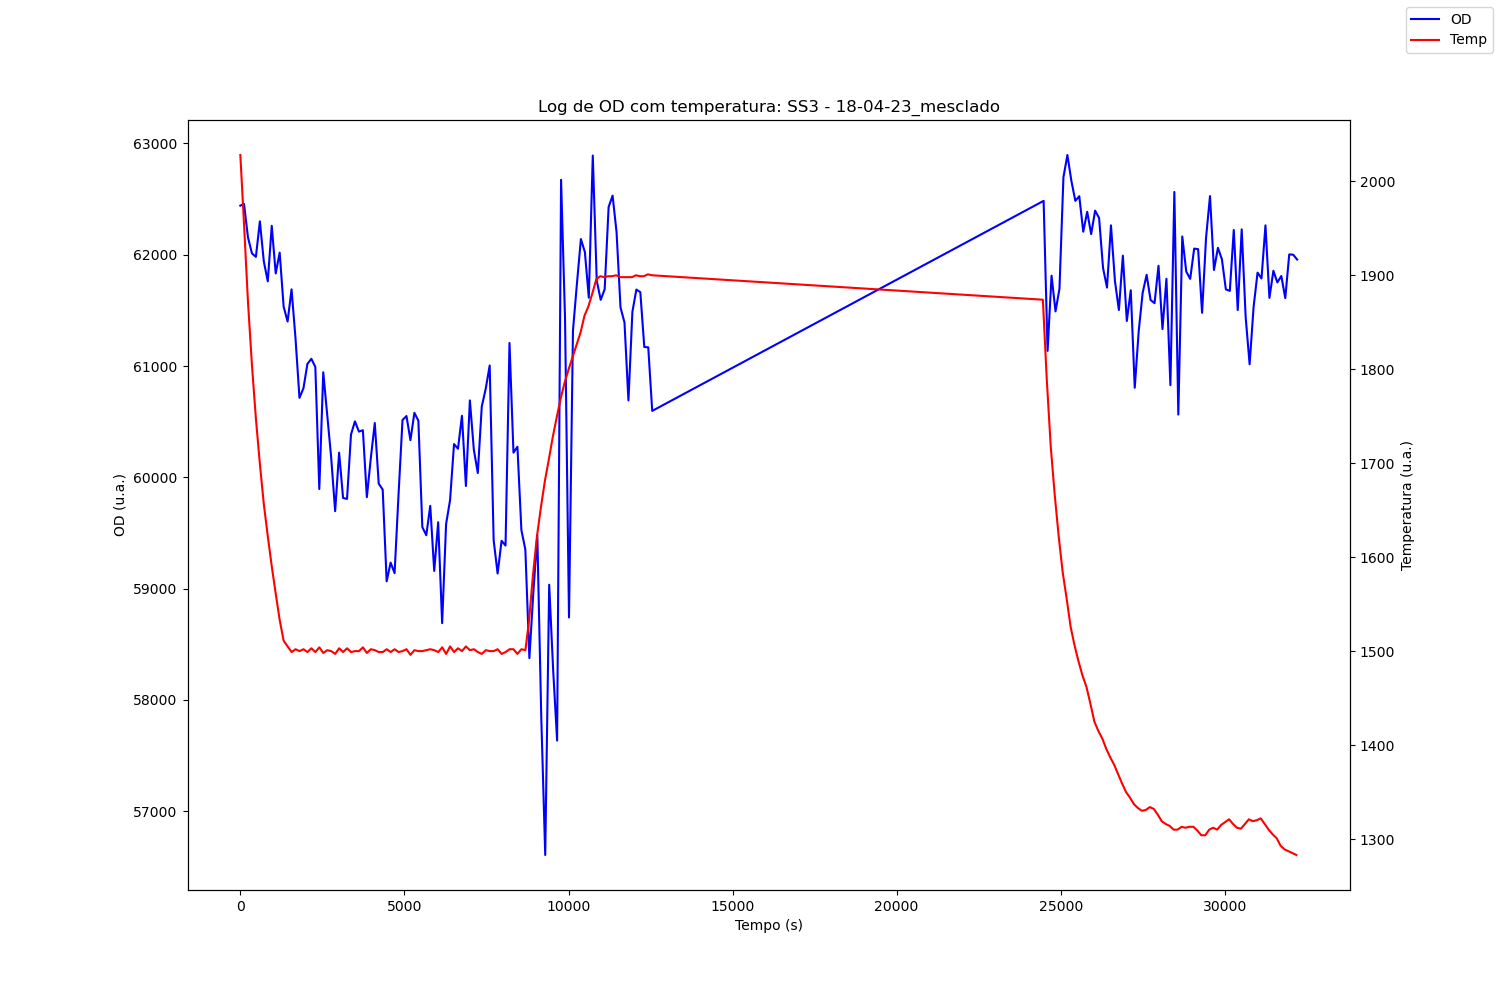 OD
Temp
Log de OD com temperatura: SS3 - 18-04-23_mesclado
63000
62000
61000
60000
59000
58000
57000
OD (u.a.)
2000
1900
1800
1700
1600
1500
1400
1300
Temperatura (u.a.)
0 5000 10000 15000 20000 25000 30000
Tempo (s)